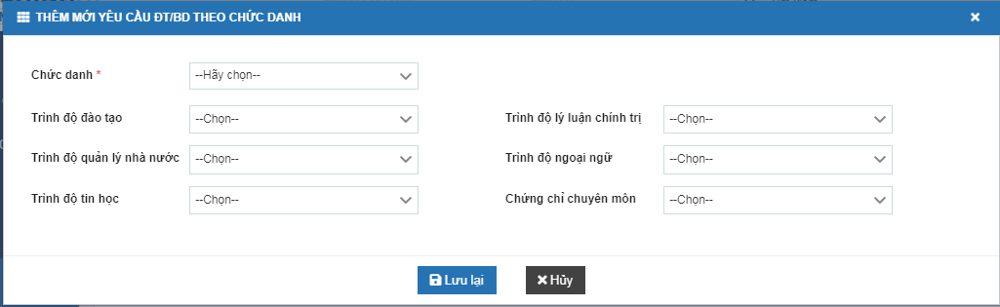 THÊM MỚI YÊU CẦU ĐT/BD THEO CHỨC DANH
Chức danh * --Hãy chọn--
Trình độ đào tạo --Chọn-- Trình độ lý luận chính trị --Chọn--
Trình độ quản lý nhà nước --Chọn-- Trình độ ngoại ngữ --Chọn--
Trình độ tin học --Chọn-- Chứng chỉ chuyên môn --Chọn--
Lưu lại Hủy